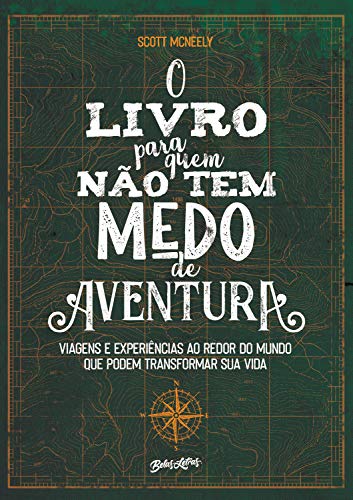 SCOTT MCNEELY
O
LIVRO
para
quem
NÃO TEM
MEDO
de
AVENTURA
VIAGENS E EXPERIÊNCIAS AO REDOR DO MUNDO
QUE PODEM TRANSFORMAR SUA VIDA
Belas Letras